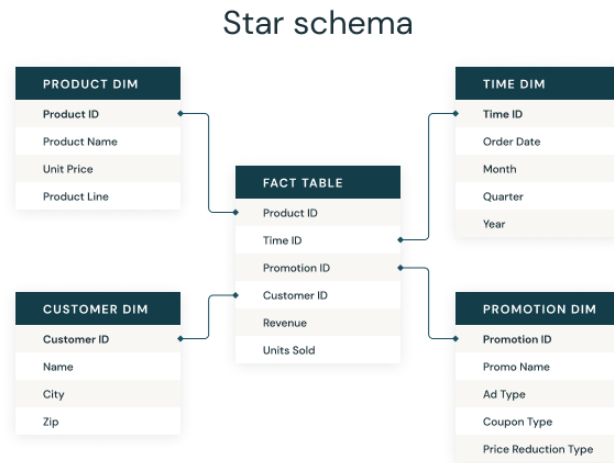 Star schema
PRODUCT DIM
Product ID
Product Name
Unit Price
Product Line
TIME DIM
Time ID
Order Date
Month
Quarter
Year
FACT TABLE
Product ID
Time ID
Promotion ID
Customer ID
Revenue
Units Sold
CUSTOMER DIM
Customer ID
Name
City
Zip
PROMOTION DIM
Promotion ID
Promo Name
Ad Type
Coupon Type
Price Reduction Type